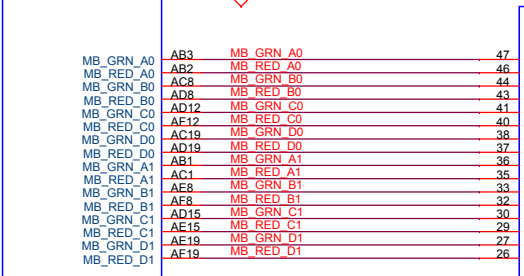 MB_GRN_A0 AB3 MB_GRN_A0 47
MB_RED_A0 AB2 MB_RED_A0 46
MB_GRN_B0 AC8 MB_GRN_B0 44
MB_RED_B0 AD8 MB_RED_B0 43
MB_GRN_C0 AD12 MB_GRN_C0 41
MB_RED_C0 AF12 MB_RED_C0 40
MB_GRN_D0 AC19 MB_GRN_D0 38
MB_RED_D0 AD19 MB_RED_D0 37
MB_GRN_A1 AB1 MB_GRN_A1 36
MB_RED_A1 AC1 MB_RED_A1 35
MB_GRN_B1 AE8 MB_GRN_B1 33
MB_RED_B1 AF8 MB_RED_B1 32
MB_GRN_C1 AD15 MB_GRN_C1 30
MB_RED_C1 AE15 MB_RED_C1 29
MB_GRN_D1 AE19 MB_GRN_D1 27
MB_RED_D1 AF19 MB_RED_D1 26